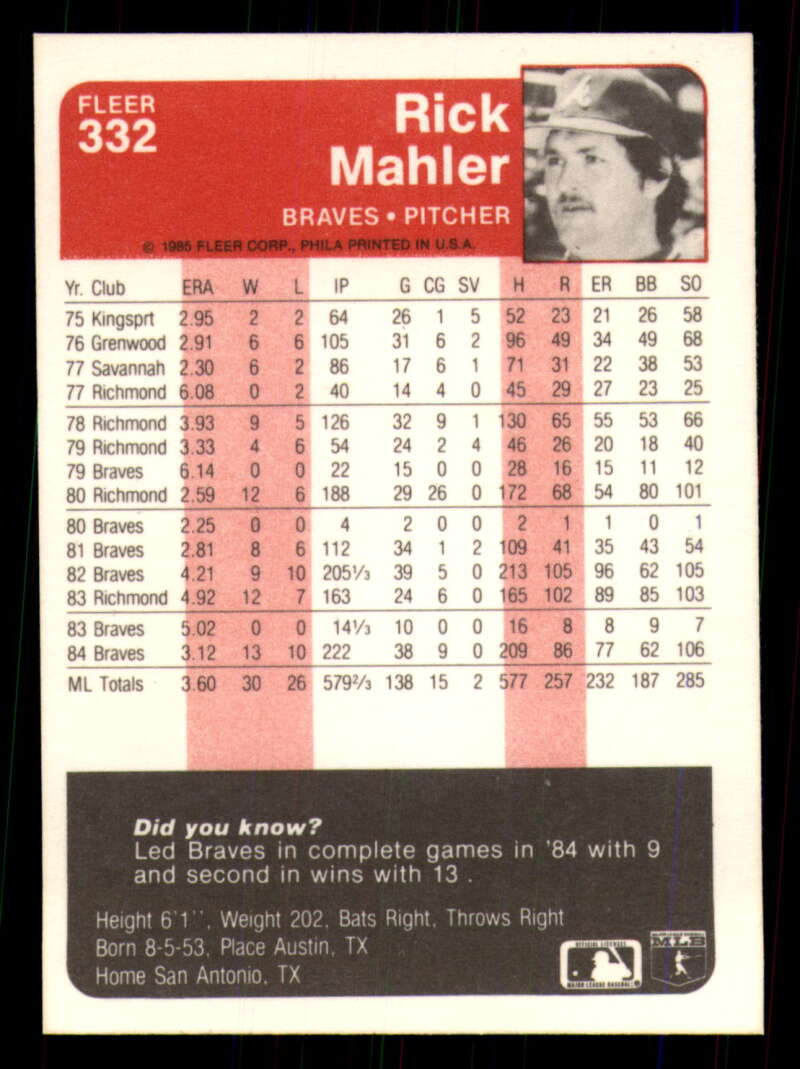 FLEER
332
Rick
Mahler
BRAVES • PITCHER
© 1985 FLEER CORP., PHILA PRINTED IN U.S.A.
Yr. Club ERA W L IP G CG SV H R ER BB SO
75 Kingsprt 2.95 2 2 64 26 1 5 52 23 21 26 58
76 Grenwood 2.91 6 6 105 31 6 2 96 49 34 49 68
77 Savannah 2.30 6 2 86 17 6 1 71 31 22 38 53
77 Richmond 6.08 0 2 40 14 4 0 45 29 27 23 25
78 Richmond 3.93 9 5 126 32 9 1 130 65 55 53 66
79 Richmond 3.33 4 6 54 24 2 4 46 26 20 18 40
79 Braves 6.14 0 0 22 15 0 0 28 16 15 11 12
80 Richmond 2.59 12 6 188 29 26 0 172 68 54 80 101
80 Braves 2.25 0 0 4 2 0 0 2 1 1 0 1
81 Braves 2.81 8 6 112 34 1 2 109 41 35 43 54
82 Braves 4.21 9 10 205⅓ 39 5 0 213 105 96 62 105
83 Richmond 4.92 12 7 163 24 6 0 165 102 89 85 103
83 Braves 5.02 0 0 14⅓ 10 0 0 16 8 8 9 7
84 Braves 3.12 13 10 222 38 9 0 209 86 77 62 106
ML Totals 3.60 30 26 579⅔ 138 15 2 577 257 232 187 285
Did you know?
Led Braves in complete games in '84 with 9
and second in wins with 13 .
Height 6'1'', Weight 202, Bats Right, Throws Right
Born 8-5-53, Place Austin, TX
Home San Antonio, TX
OFFICIAL LICENSEE
MAJOR LEAGUE BASEBALL
MLB